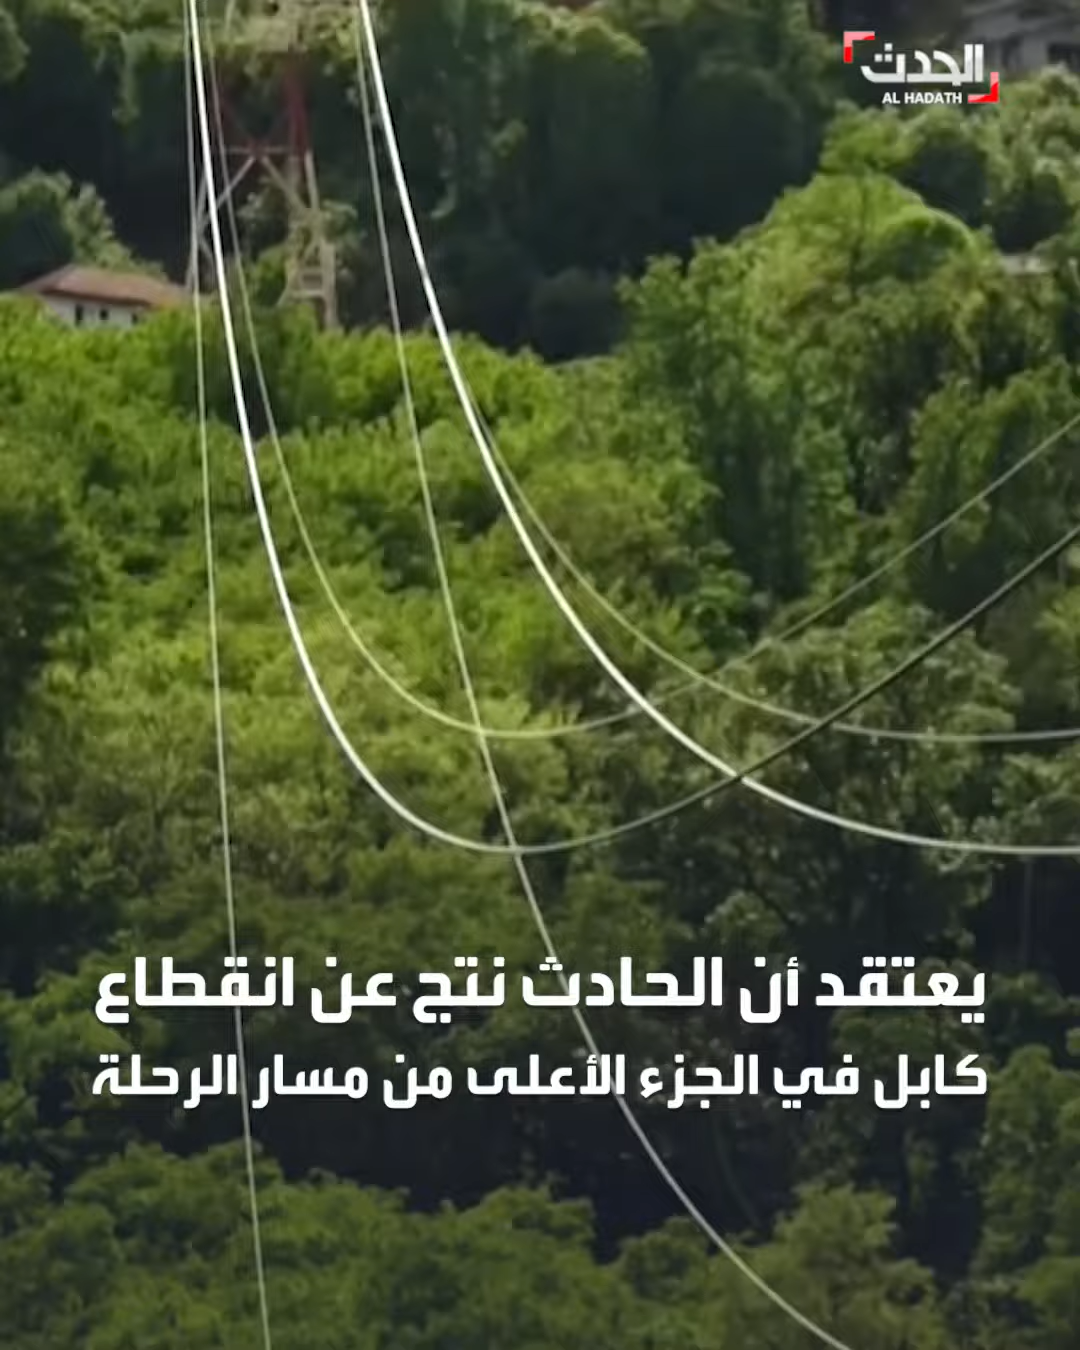 الحدث
AL HADATH
يعتقد أن الحادث نتج عن انقطاع
كابل في الجزء الأعلى من مسار الرحلة